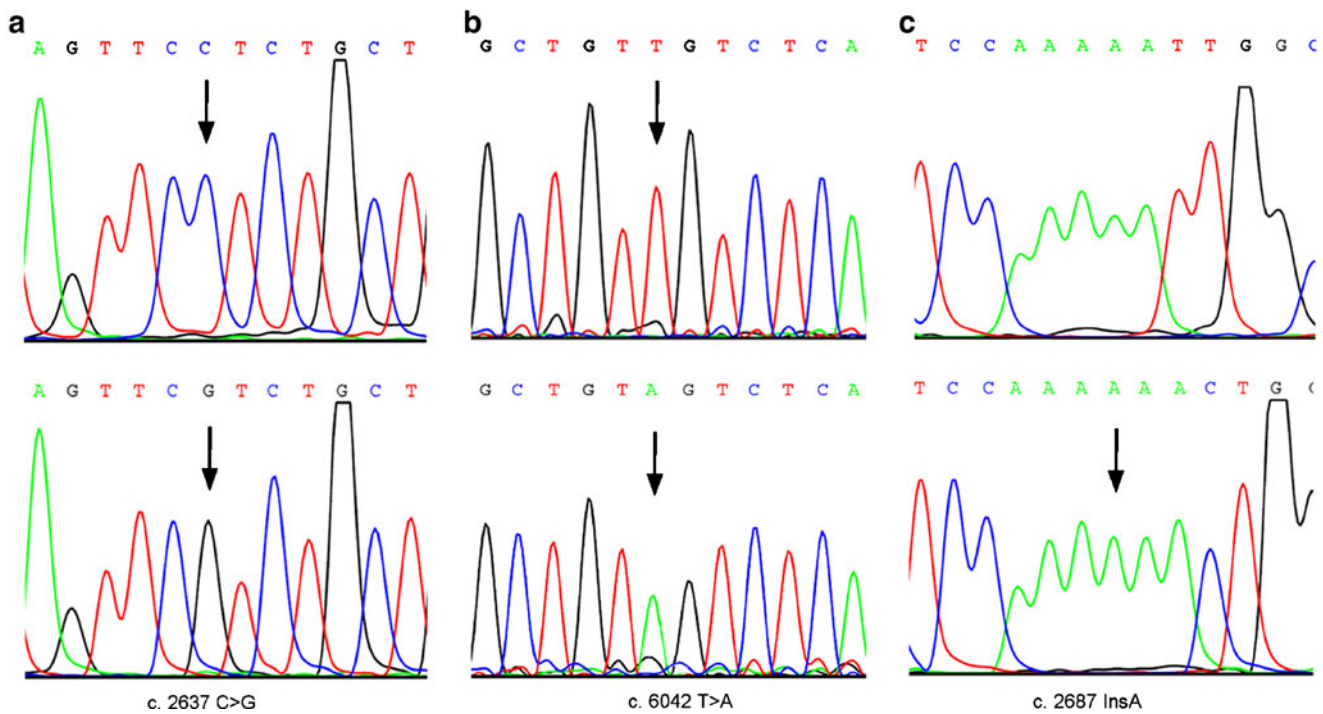 a
A G T T C C T C T G C T
b
G C T G T T G T C T C A
T C C A A A A A T T G G C
A G T T C G T C T G C T
G C T G T A G T C T C A
T C C A A A A A A C T G
c. 2637 C>G
c. 6042 T>A
c. 2687 InsA
c